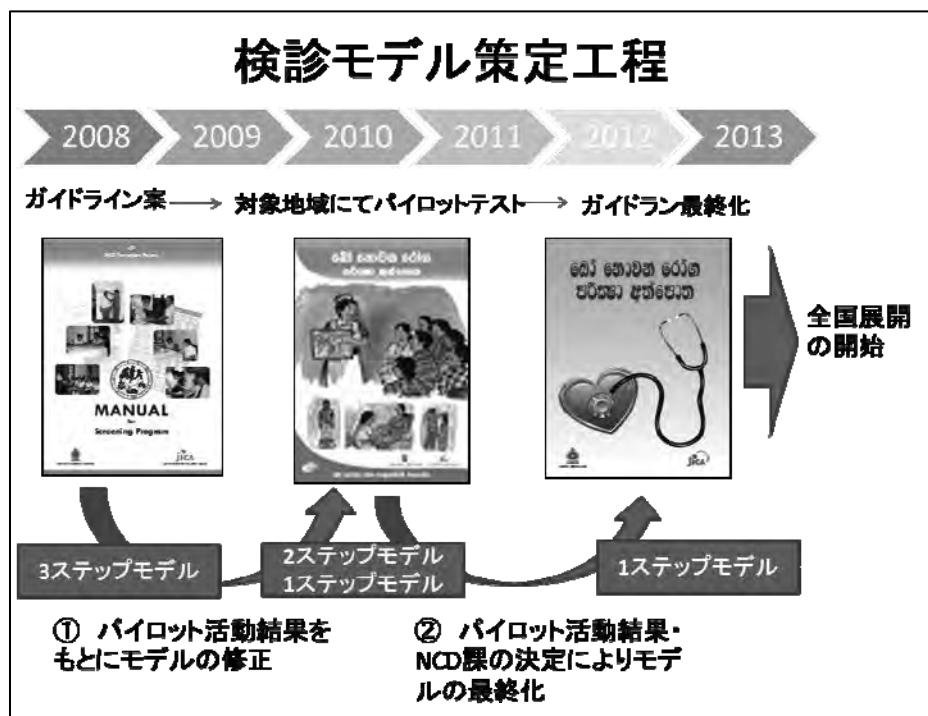 検診モデル策定工程
2008
2009
2010
2011
2012
2013
ガイドライン案
対象地域にてパイロットテスト
ガイドラン最終化
MANUAL
for
Screening Program
JICA
බෝ නොවන රෝග
බෝ නොවන රෝග
JICA
全国展開
の開始
3ステップモデル
2ステップモデル
1ステップモデル
1ステップモデル
① パイロット活動結果を
もとにモデルの修正
② パイロット活動結果・
NCD課の決定によりモデ
ルの最終化